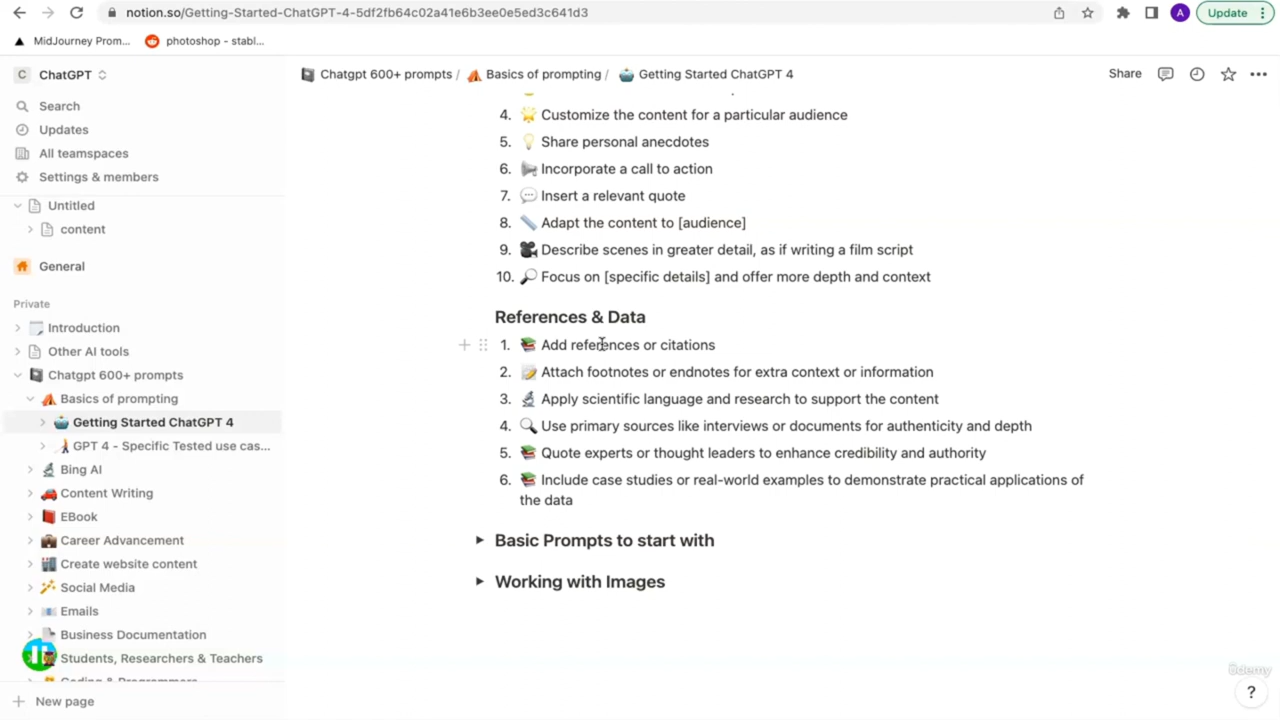 notion.so/Getting-Started-ChatGPT-4-5df2fb64c02a41e6b3ee0e5ed3c641d3
A
Update
MidJourney Prom...
photoshop - stabl...
C
ChatGPT
Chatgpt 600+ prompts /
Basics of prompting /
Getting Started ChatGPT 4
Share
Search
Updates
All teamspaces
Settings & members
Untitled
content
General
Private
Introduction
Other AI tools
Chatgpt 600+ prompts
Basics of prompting
Getting Started ChatGPT 4
GPT 4 - Specific Tested use cas...
Bing AI
Content Writing
EBook
Career Advancement
Create website content
Social Media
Emails
Business Documentation
Students, Researchers & Teachers
Coding & Programmers
New page
4. Customize the content for a particular audience
5. Share personal anecdotes
6. Incorporate a call to action
7. Insert a relevant quote
8. Adapt the content to [audience]
9. Describe scenes in greater detail, as if writing a film script
10. Focus on [specific details] and offer more depth and context
References & Data
1. Add references or citations
2. Attach footnotes or endnotes for extra context or information
3. Apply scientific language and research to support the content
4. Use primary sources like interviews or documents for authenticity and depth
5. Quote experts or thought leaders to enhance credibility and authority
6. Include case studies or real-world examples to demonstrate practical applications of
the data
Basic Prompts to start with
Working with Images
ûdemy
?